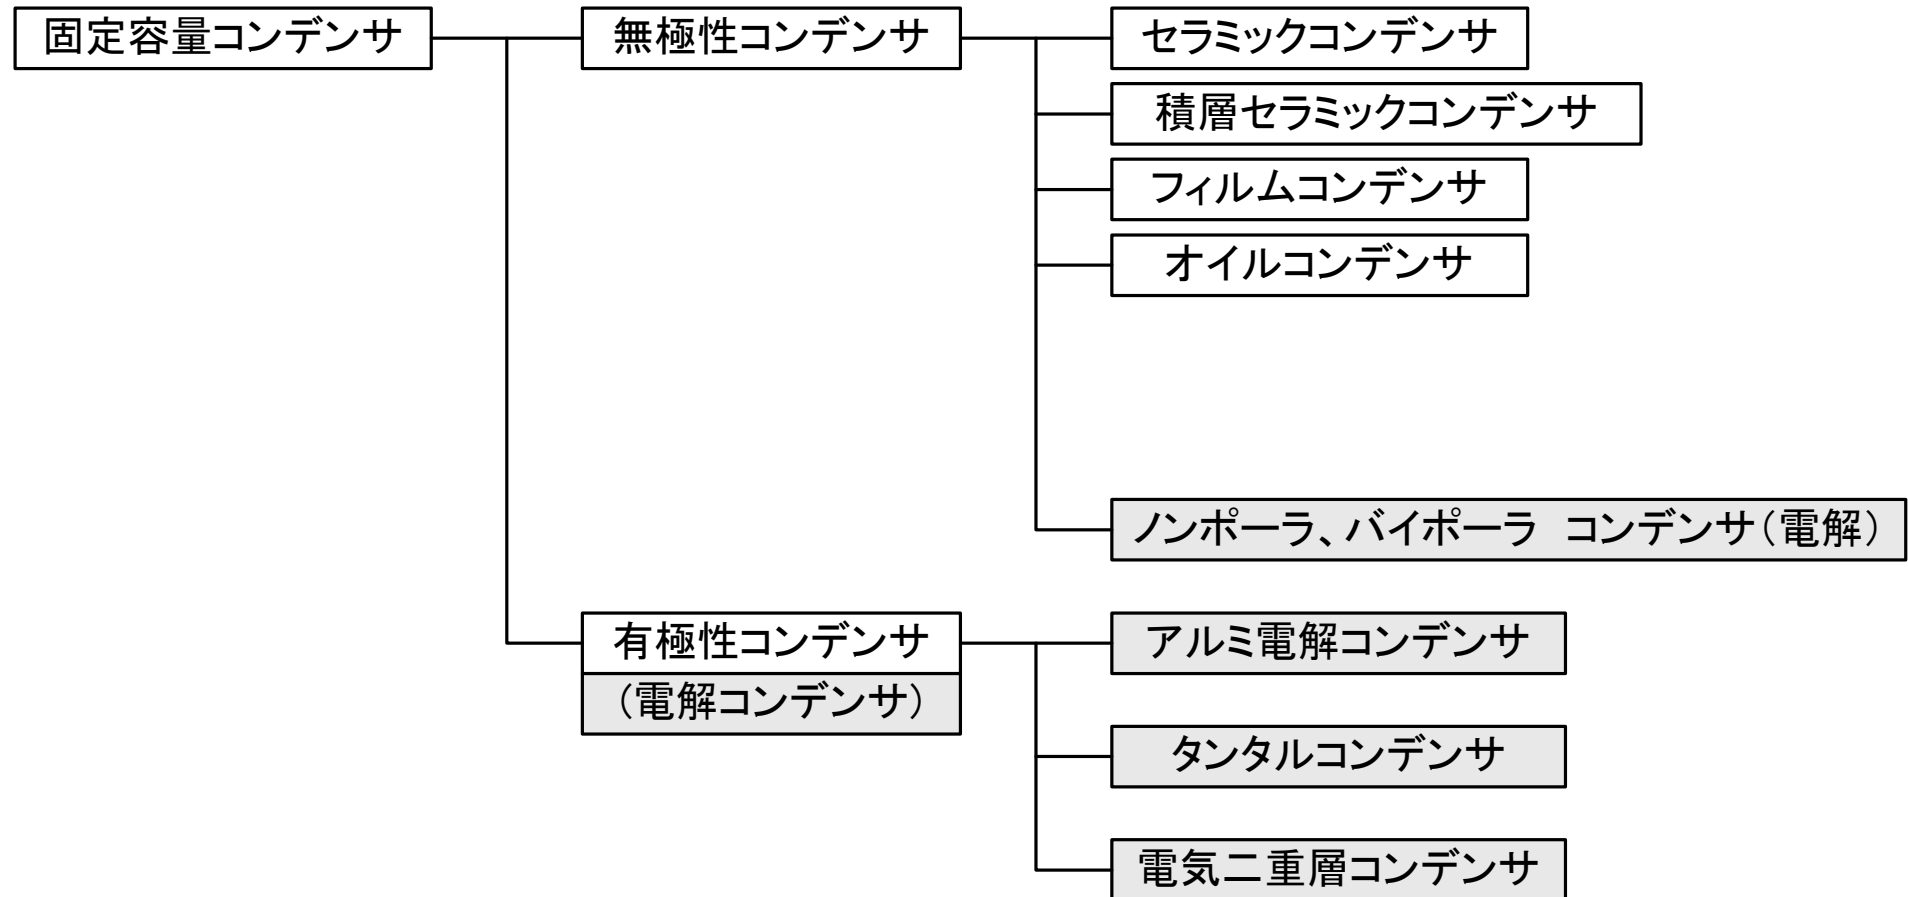 固定容量コンデンサ
無極性コンデンサ
セラミックコンデンサ
積層セラミックコンデンサ
フィルムコンデンサ
オイルコンデンサ
ノンポーラ、バイポーラ　コンデンサ（電解）
有極性コンデンサ
（電解コンデンサ）
アルミ電解コンデンサ
タンタルコンデンサ
電気二重層コンデンサ